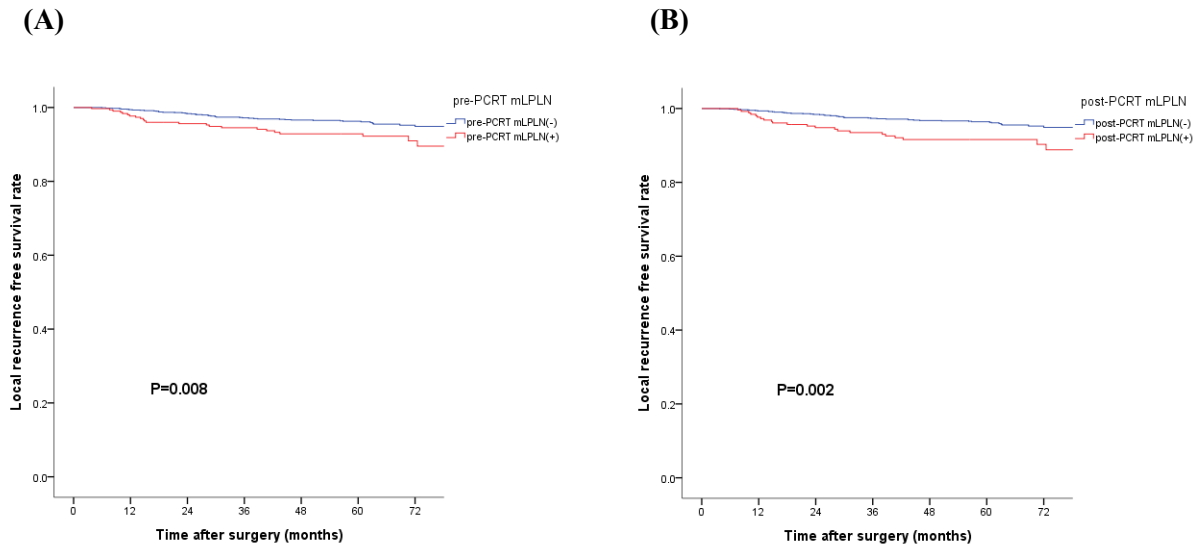 (A)
pre-PCRT mLPLN
pre-PCRT mLPLN(-)
pre-PCRT mLPLN(+)
Local recurrence free survival rate
1.0
0.8
0.6
0.4
0.2
0.0
P=0.008
0 12 24 36 48 60 72
Time after surgery (months)
(B)
post-PCRT mLPLN
post-PCRT mLPLN(-)
post-PCRT mLPLN(+)
Local recurrence free survival rate
1.0
0.8
0.6
0.4
0.2
0.0
P=0.002
0 12 24 36 48 60 72
Time after surgery (months)